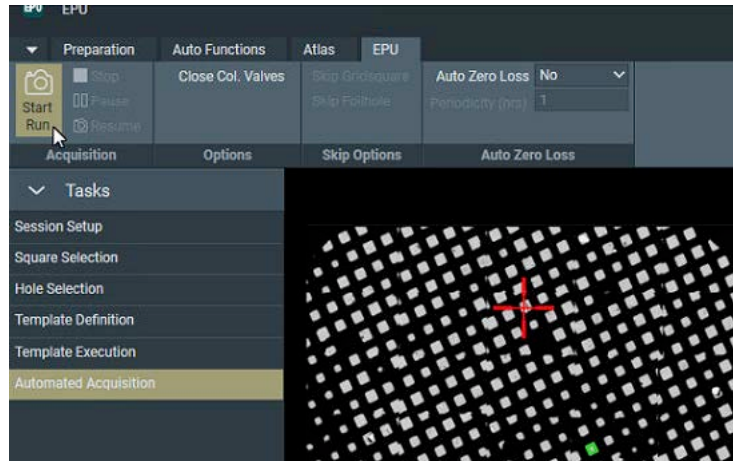 EPU EPU
Preparation Auto Functions Atlas EPU
Start Run
Stop
Pause
Resume
Close Col. Valves
Skip Gridsquare
Skip Foilhole
Auto Zero Loss No
Periodicity (hrs) 1
Acquisition Options Skip Options Auto Zero Loss
Tasks
Session Setup
Square Selection
Hole Selection
Template Definition
Template Execution
Automated Acquisition